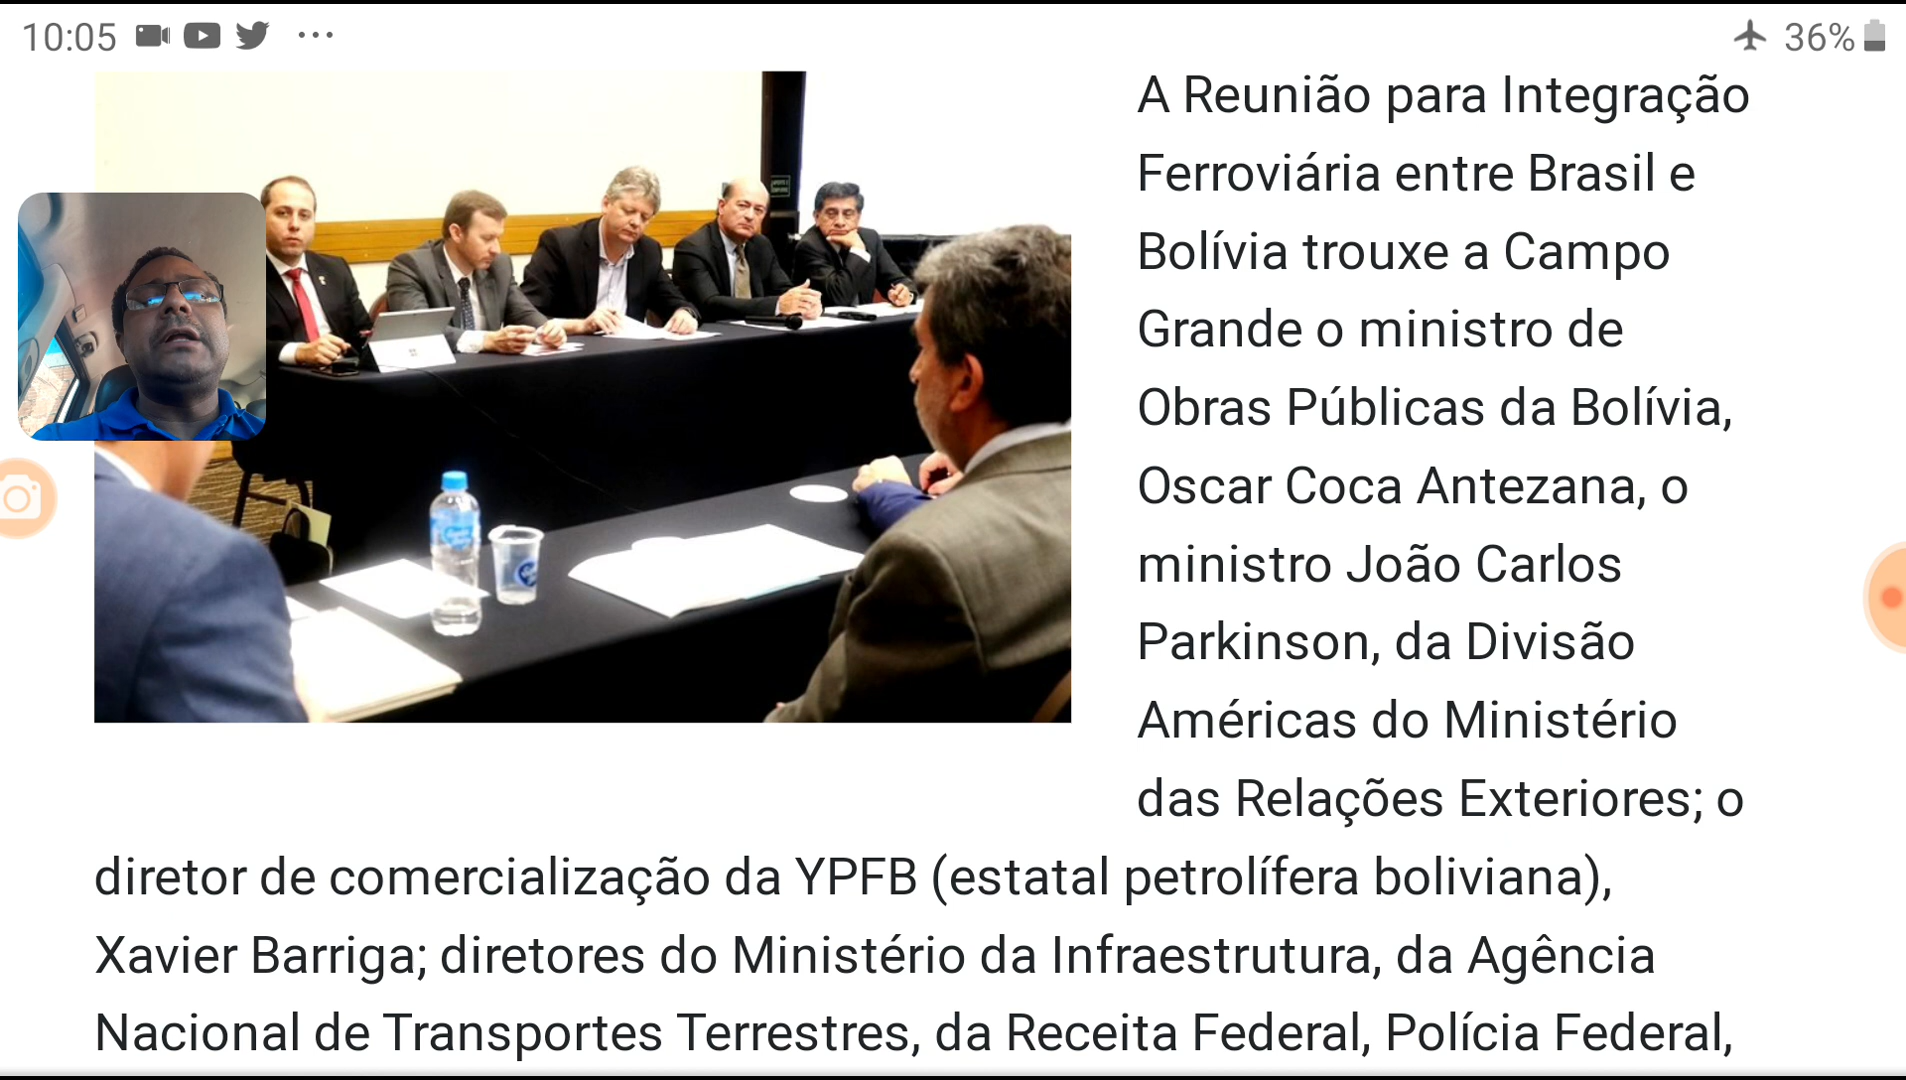 10:05
36%
A Reunião para Integração
Ferroviária entre Brasil e
Bolívia trouxe a Campo
Grande o ministro de
Obras Públicas da Bolívia,
Oscar Coca Antezana, o
ministro João Carlos
Parkinson, da Divisão
Américas do Ministério
das Relações Exteriores; o
diretor de comercialização da YPFB (estatal petrolífera boliviana),
Xavier Barriga; diretores do Ministério da Infraestrutura, da Agência
Nacional de Transportes Terrestres, da Receita Federal, Polícia Federal,